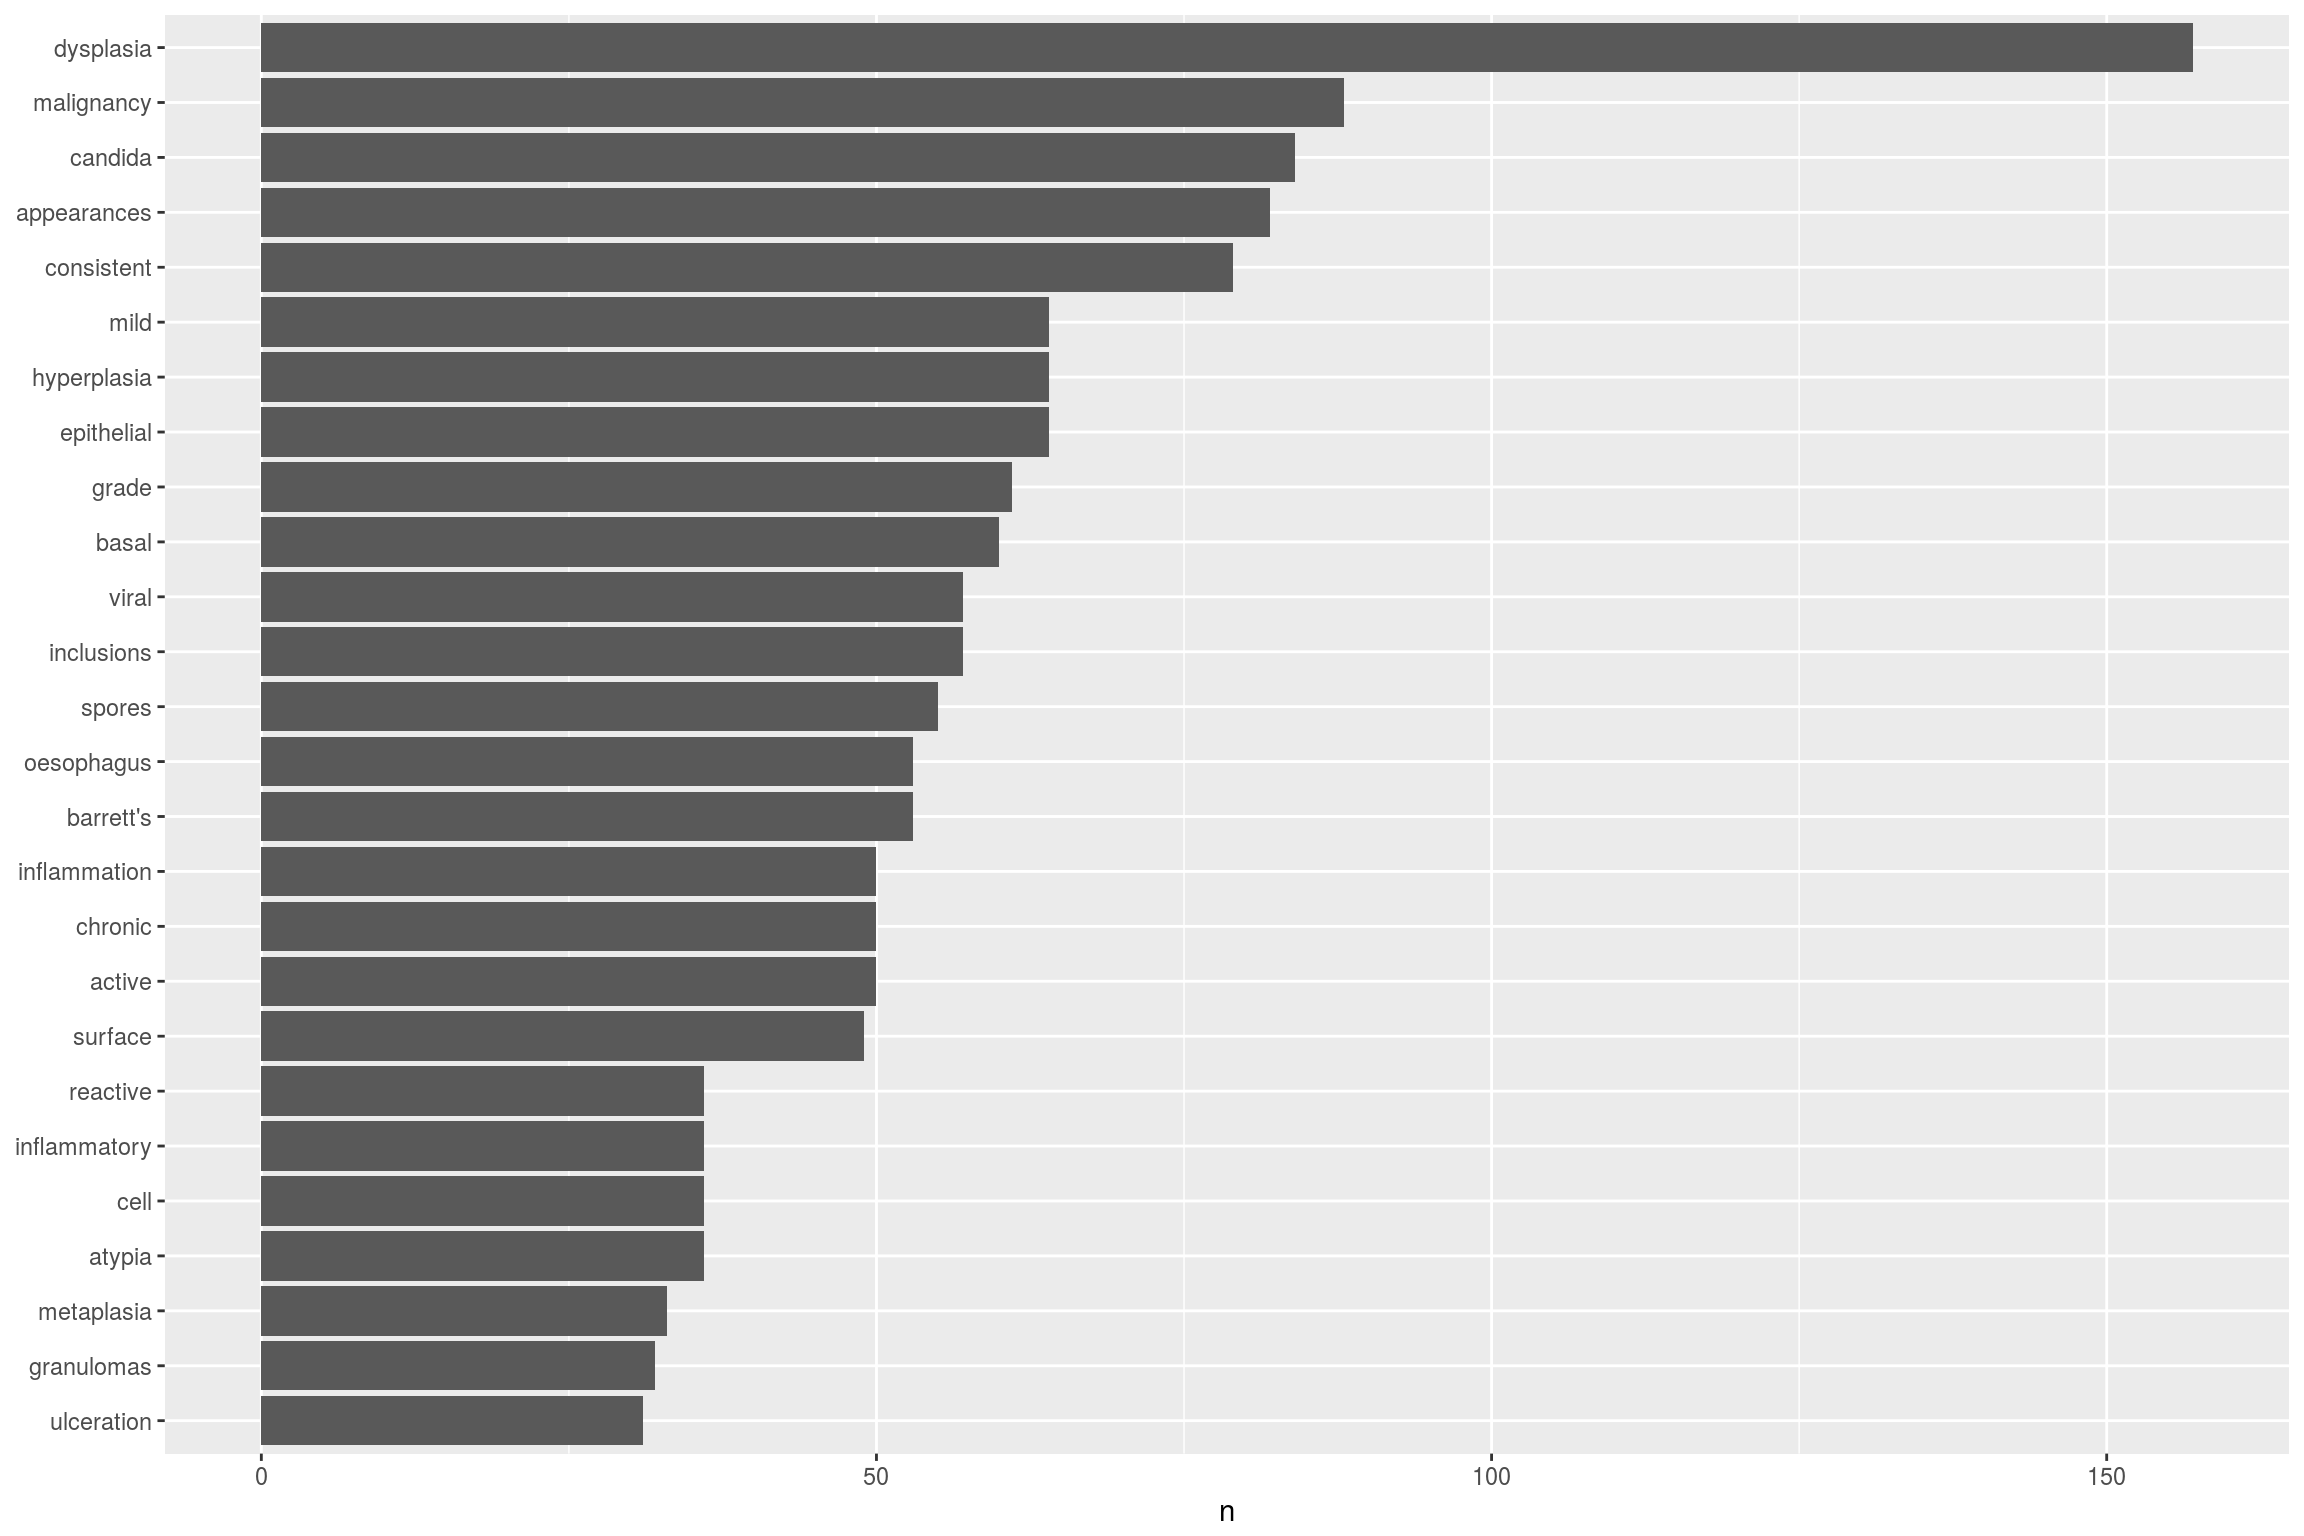 dysplasia
malignancy
candida
appearances
consistent
mild
hyperplasia
epithelial
grade
basal
viral
inclusions
spores
oesophagus
barrett's
inflammation
chronic
active
surface
reactive
inflammatory
cell
atypia
metaplasia
granulomas
ulceration
0 50 100 150
n